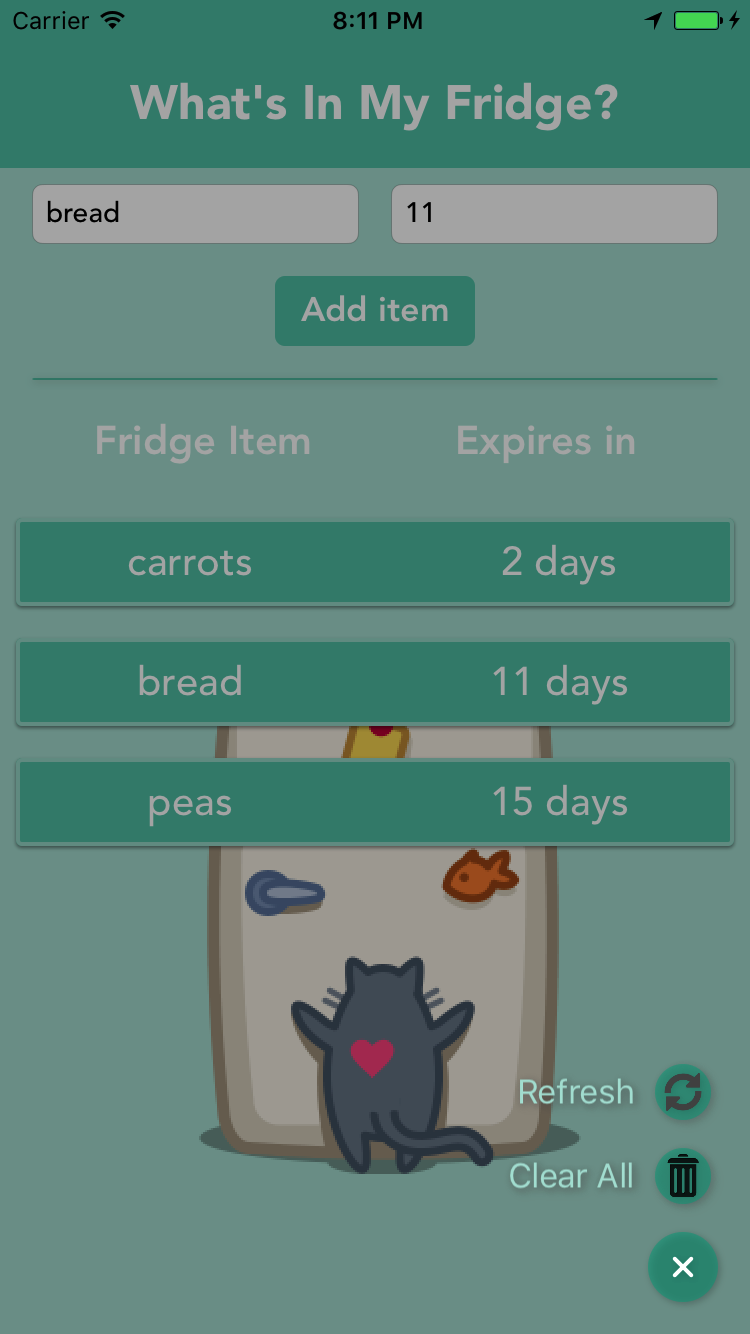 Carrier 8:11 PM
What's In My Fridge?
bread 11
Add item
Fridge Item Expires in
carrots 2 days
bread 11 days
peas 15 days
Refresh
Clear All